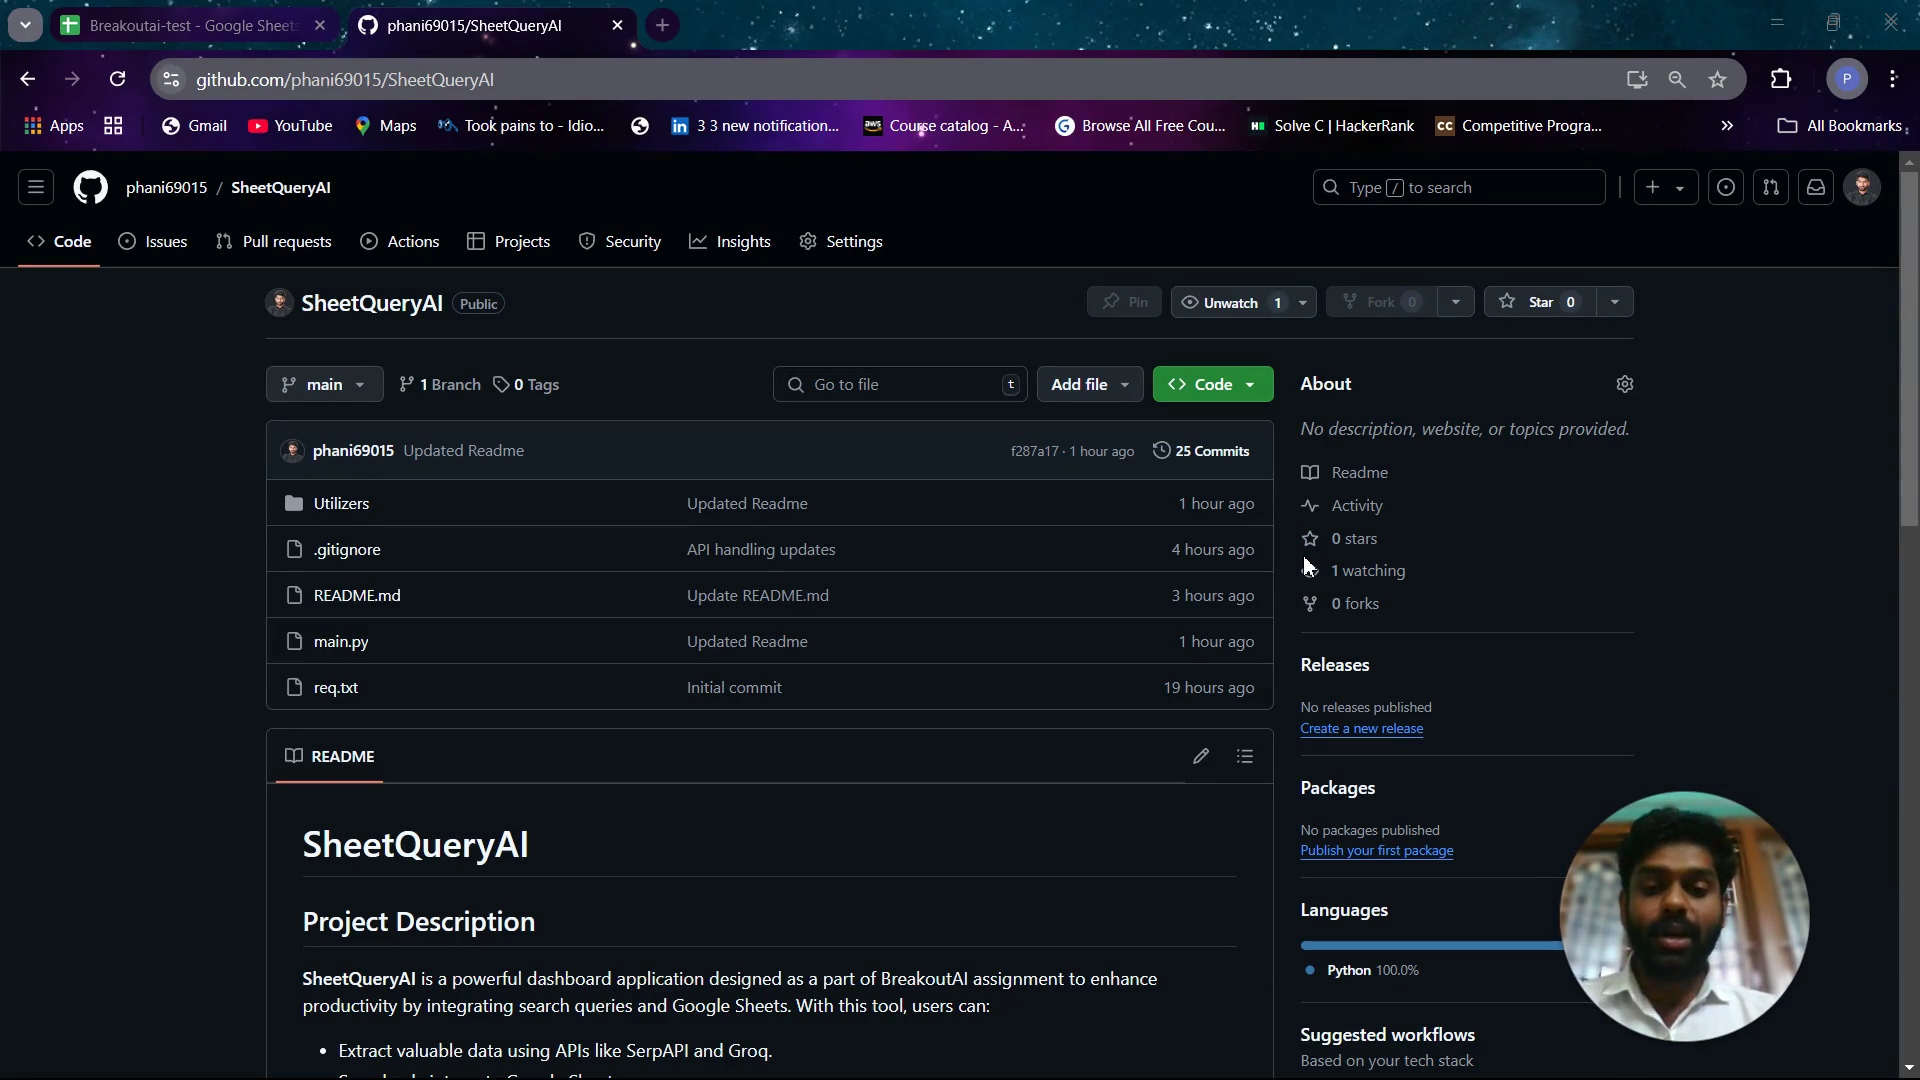 Breakoutai-test - Google Sheets
phani69015/SheetQueryAI
github.com/phani69015/SheetQueryAI
P
Apps
Gmail
YouTube
Maps
Took pains to - Idio...
3 3 new notification...
aws
Course catalog - A...
Browse All Free Cou...
Solve C | HackerRank
CC
Competitive Progra...
All Bookmarks
phani69015 / SheetQueryAI
Type / to search
Code
Issues
Pull requests
Actions
Projects
Security
Insights
Settings
SheetQueryAI Public
Pin
Unwatch 1
Fork 0
Star 0
main
1 Branch
0 Tags
Go to file t
Add file
Code
phani69015 Updated Readme f287a17 · 1 hour ago 25 Commits
Utilizers Updated Readme 1 hour ago
.gitignore API handling updates 4 hours ago
README.md Update README.md 3 hours ago
main.py Updated Readme 1 hour ago
req.txt Initial commit 19 hours ago
README
SheetQueryAI
Project Description
SheetQueryAI is a powerful dashboard application designed as a part of BreakoutAI assignment to enhance
productivity by integrating search queries and Google Sheets. With this tool, users can:
• Extract valuable data using APIs like SerpAPI and Groq.
About
No description, website, or topics provided.
Readme
Activity
0 stars
1 watching
0 forks
Releases
No releases published
Create a new release
Packages
No packages published
Publish your first package
Languages
Python 100.0%
Suggested workflows
Based on your tech stack